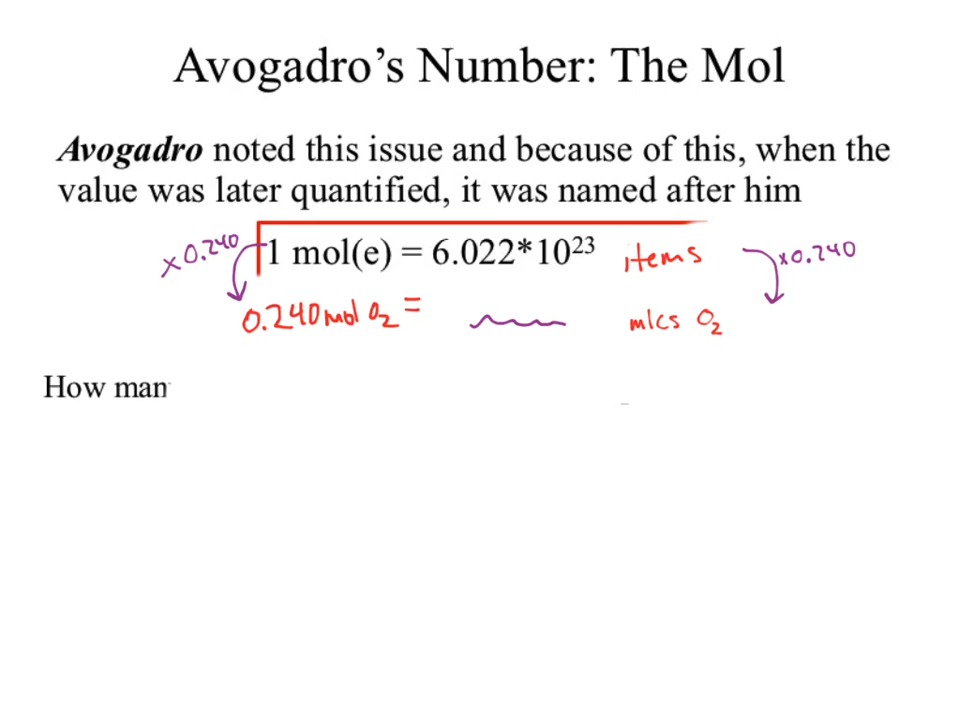 Avogadro's Number: The Mol
Avogadro noted this issue and because of this, when the
value was later quantified, it was named after him
x0.240 1 mol(e) = 6.022*10²³ items x0.240
0.240 mol O₂ = mlcs O₂
How man